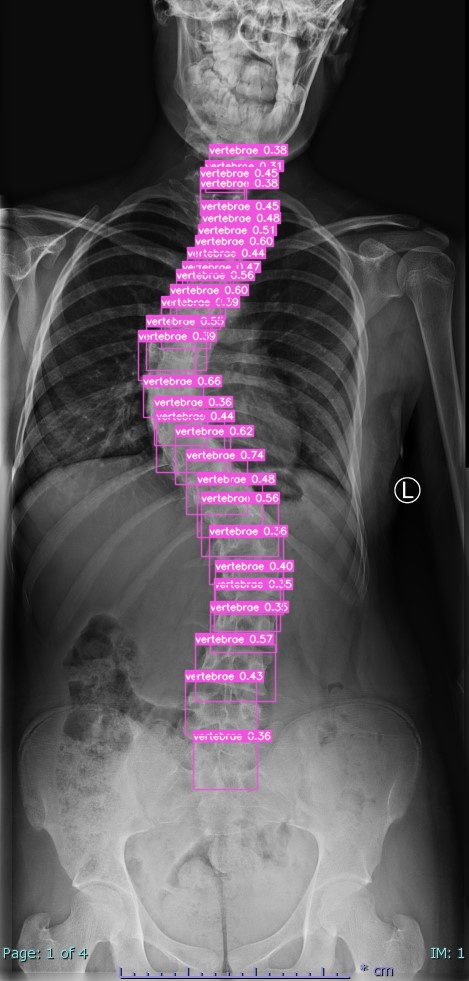 vertebrae 0.38
vertebrae 0.31
vertebrae 0.45
vertebrae 0.38
vertebrae 0.45
vertebrae 0.48
vertebrae 0.51
vertebrae 0.60
vertebrae 0.44
vertebrae 0.47
vertebrae 0.56
vertebrae 0.60
vertebrae 0.39
vertebrae 0.55
vertebrae 0.59
vertebrae 0.66
vertebrae 0.36
vertebrae 0.44
vertebrae 0.62
vertebrae 0.74
vertebrae 0.48
L
vertebrae 0.56
vertebrae 0.36
vertebrae 0.40
vertebrae
vertebrae 0.35
vertebrae 0.57
vertebrae 0.43
vertebrae 0.36
Page: 1 of 4
IM: 1
* cm